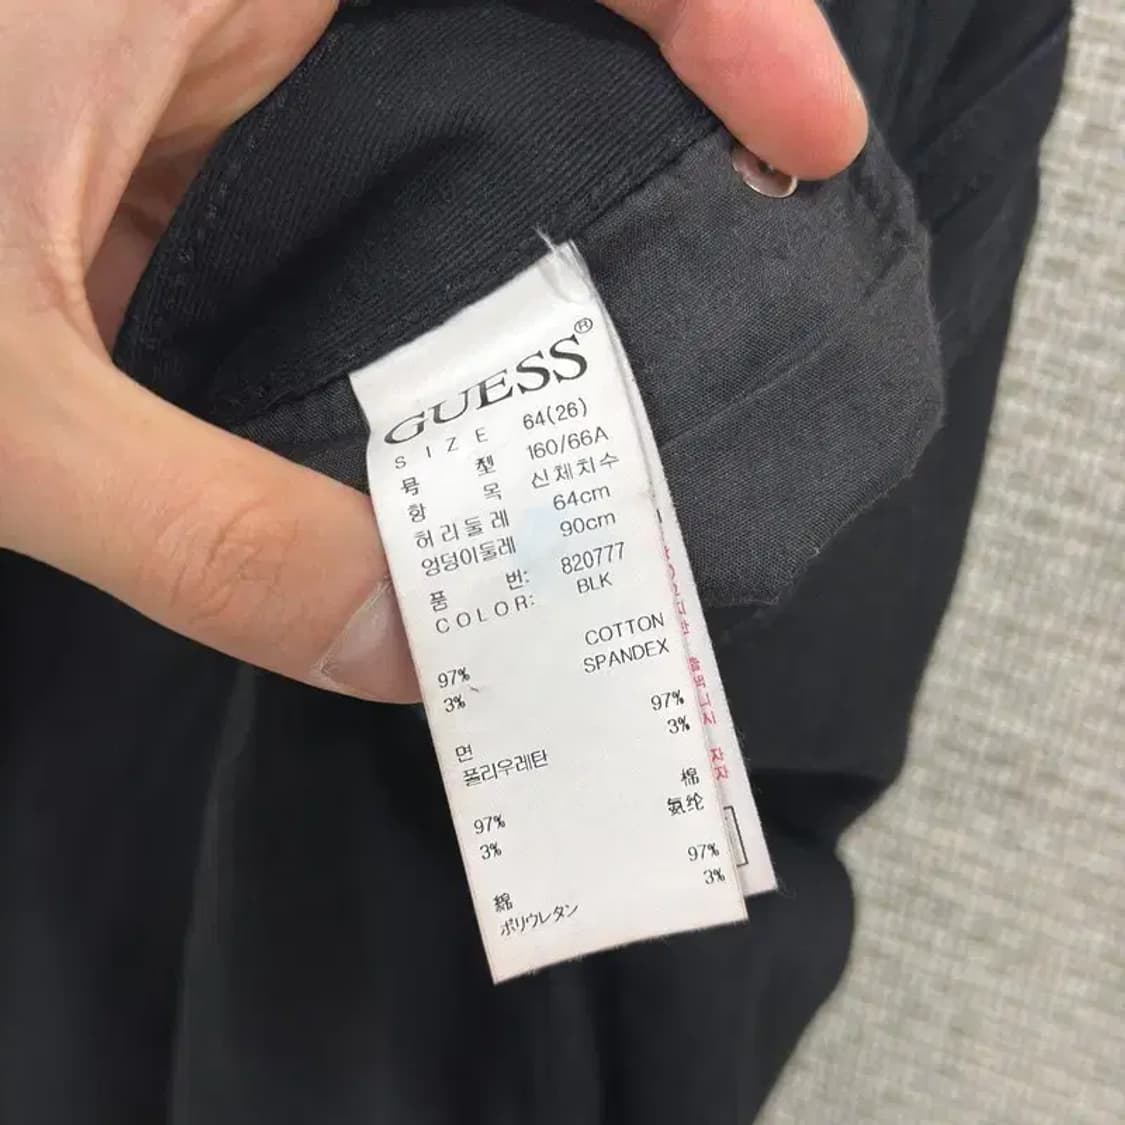 GUESS®
SIZE 64(26)
号 型 160/66A
항 목 신체치수
허리둘레 64cm
엉덩이둘레 90cm
품 번: 820777
COLOR: BLK
COTTON
SPANDEX
97%
3%
97%
3%
면
폴리우레탄
棉
氨纶
97%
3%
97%
3%
綿
ポリウレタン